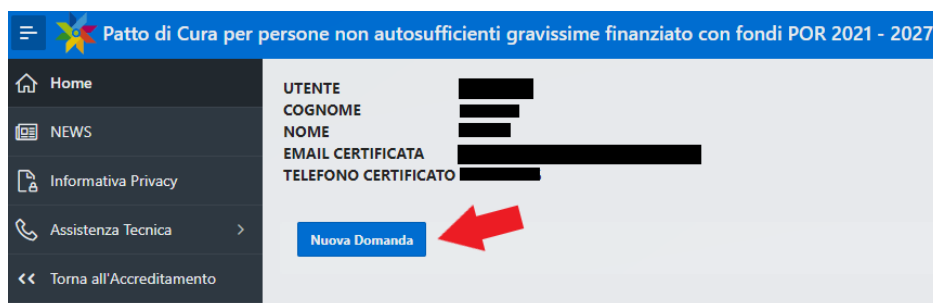 Patto di Cura per persone non autosufficienti gravissime finanziato con fondi POR 2021 - 2027
Home
NEWS
Informativa Privacy
Assistenza Tecnica
Torna all'Accreditamento
UTENTE
COGNOME
NOME
EMAIL CERTIFICATA
TELEFONO CERTIFICATO
Nuova Domanda